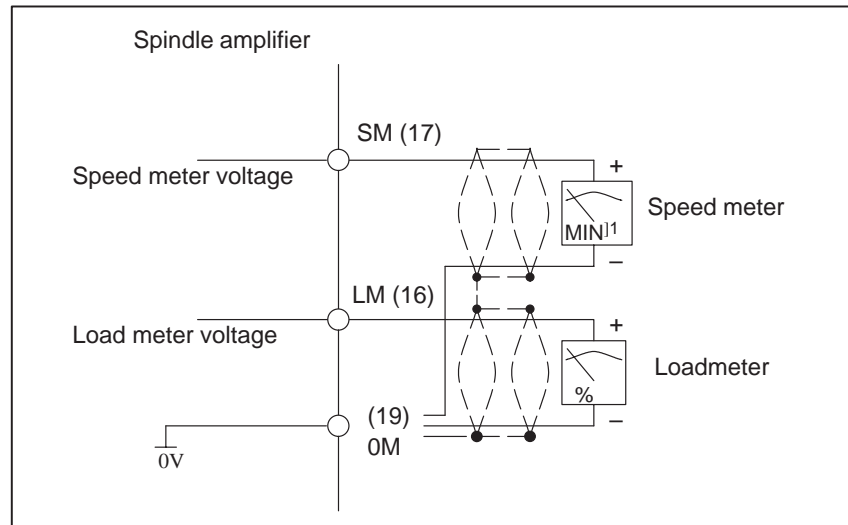 Spindle amplifier
SM (17)
Speed meter voltage
+
MIN]1
Speed meter
–
LM (16)
Load meter voltage
+
%
Loadmeter
–
(19)
0M
0V